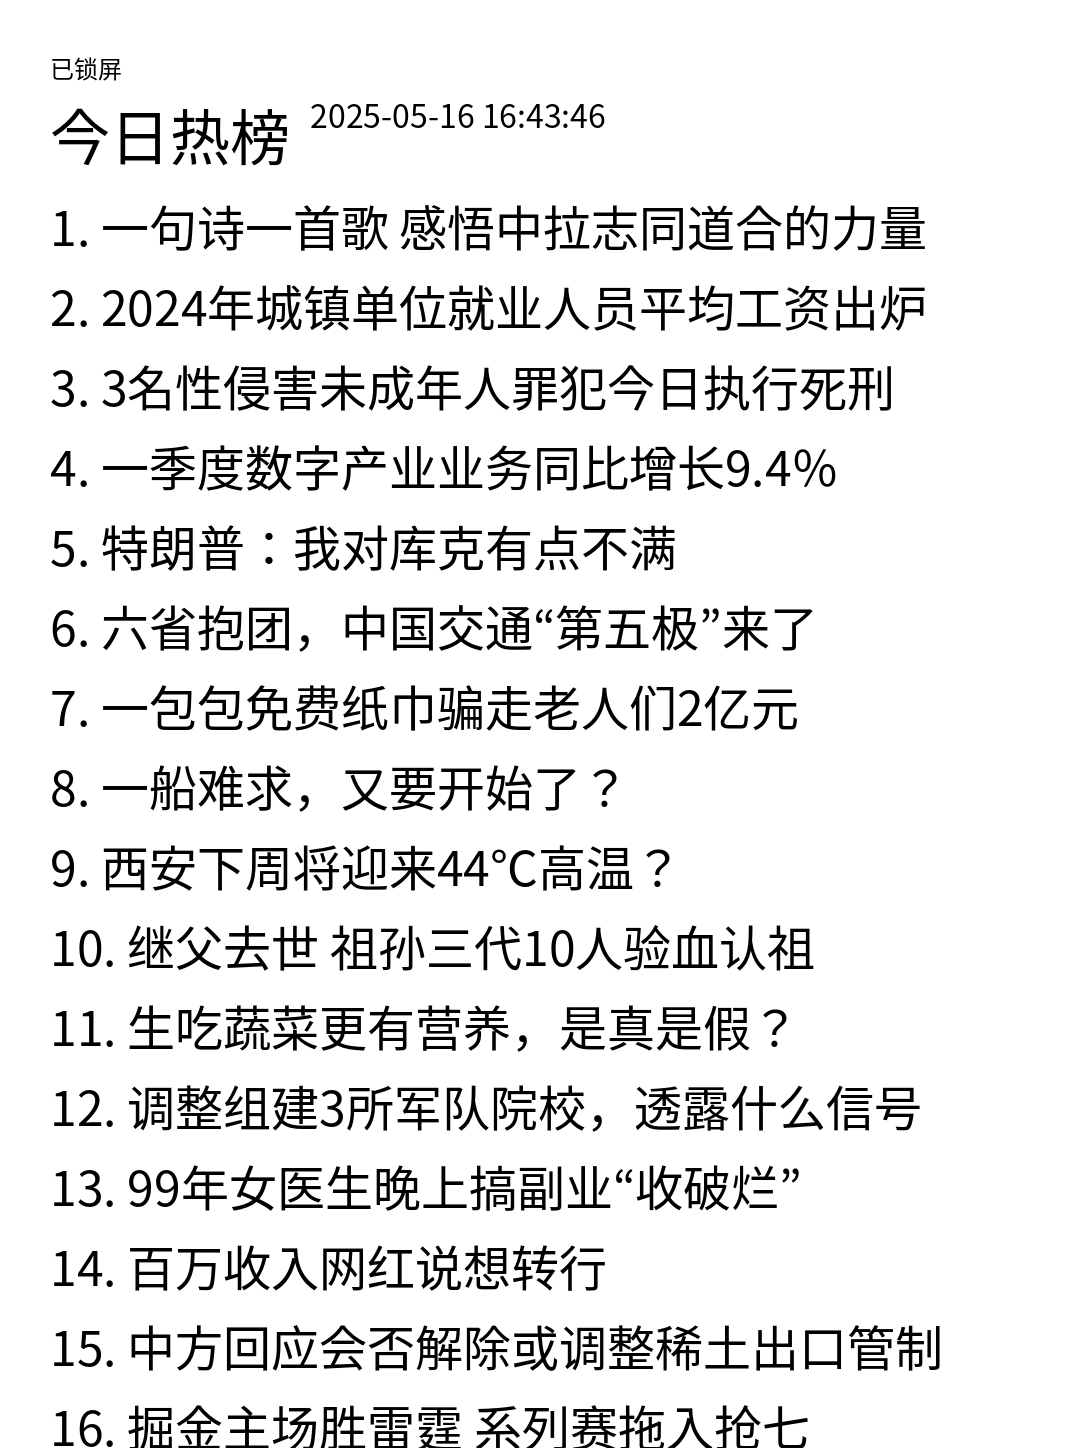 已锁屏
今日热榜 2025-05-16 16:43:46
1. 一句诗一首歌 感悟中拉志同道合的力量
2. 2024年城镇单位就业人员平均工资出炉
3. 3名性侵害未成年人罪犯今日执行死刑
4. 一季度数字产业业务同比增长9.4%
5. 特朗普：我对库克有点不满
6. 六省抱团，中国交通“第五极”来了
7. 一包包免费纸巾骗走老人们2亿元
8. 一船难求，又要开始了？
9. 西安下周将迎来44℃高温？
10. 继父去世 祖孙三代10人验血认祖
11. 生吃蔬菜更有营养，是真是假？
12. 调整组建3所军队院校，透露什么信号
13. 99年女医生晚上搞副业“收破烂”
14. 百万收入网红说想转行
15. 中方回应会否解除或调整稀土出口管制
16. 掘金主场胜雷霆 系列赛拖入抢七